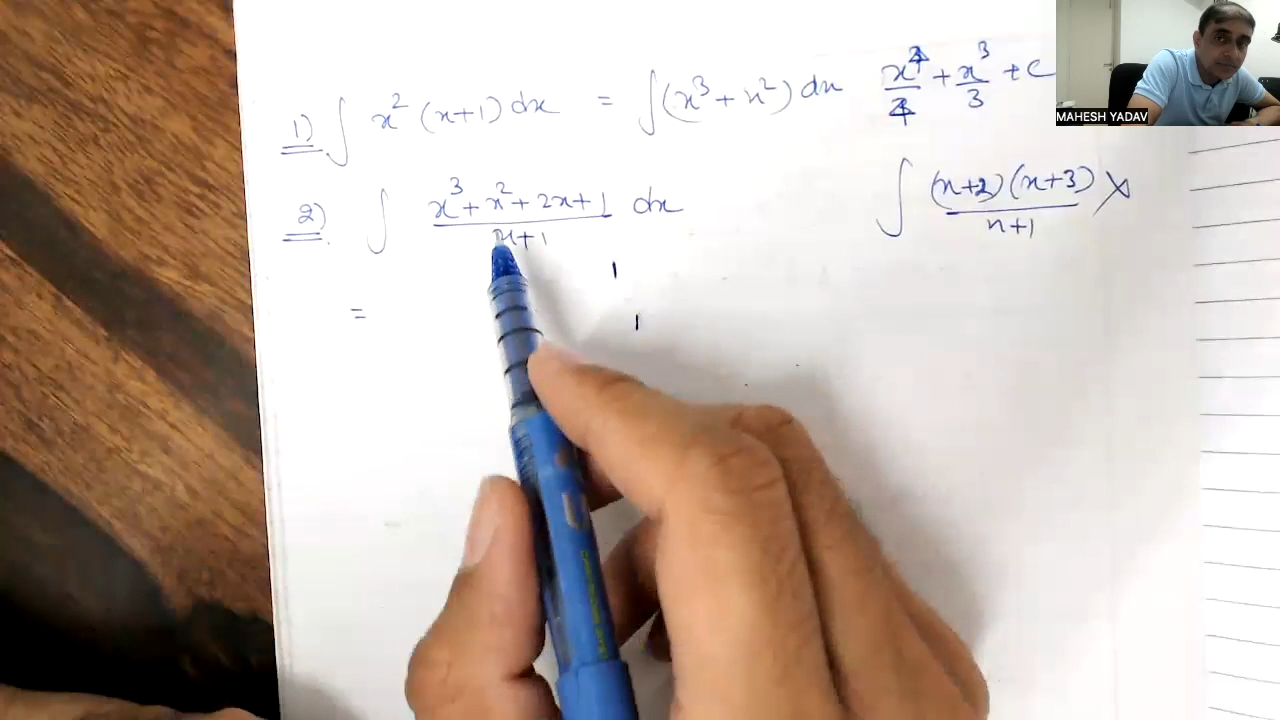 1) ∫ x² (x+1) dx = ∫(x³ + x²) dx x⁴/4 + x³/3 + c
2) ∫ (x³ + x² + 2x + 1)/(x+1) dx
∫ (x+2)(x+3)/(x+1) ×
=
MAHESH YADAV